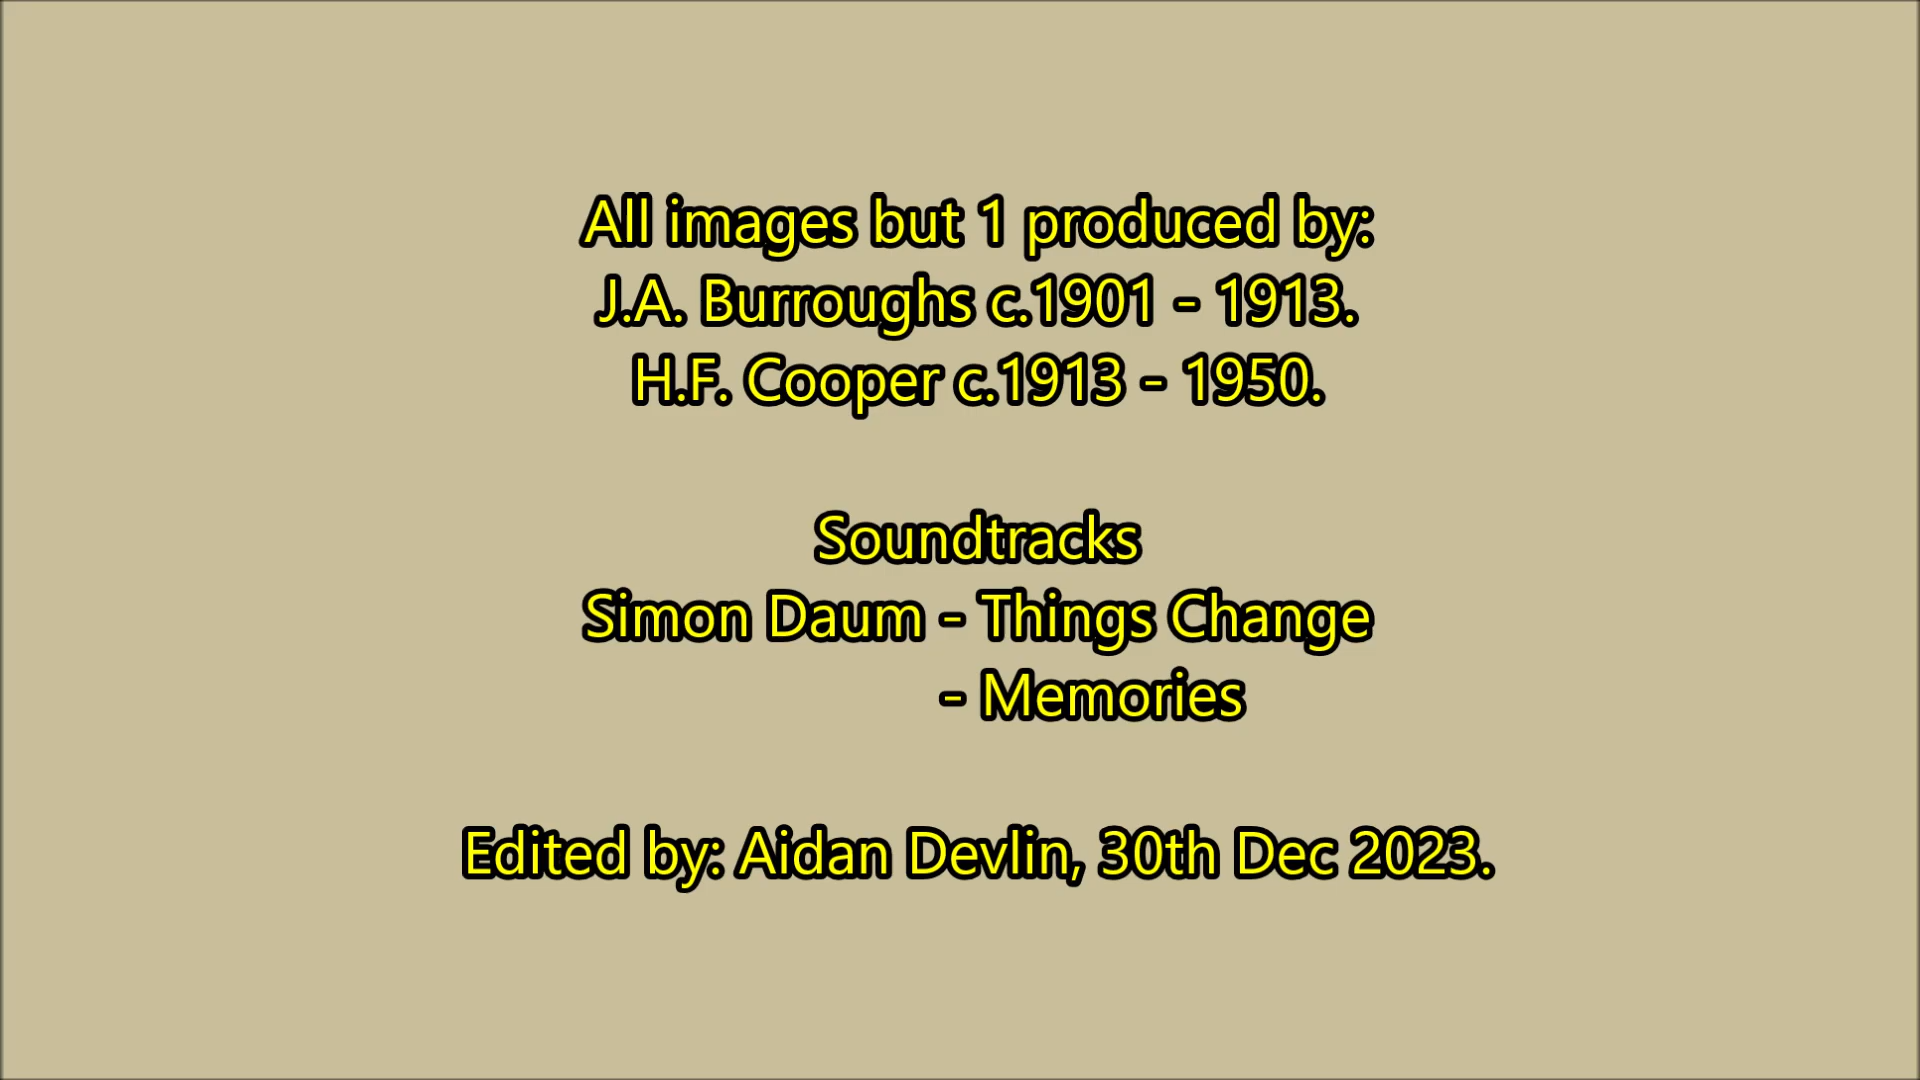 All images but 1 produced by:
J.A. Burroughs c.1901 - 1913.
H.F. Cooper c.1913 - 1950.
Soundtracks
Simon Daum - Things Change
- Memories
Edited by: Aidan Devlin, 30th Dec 2023.